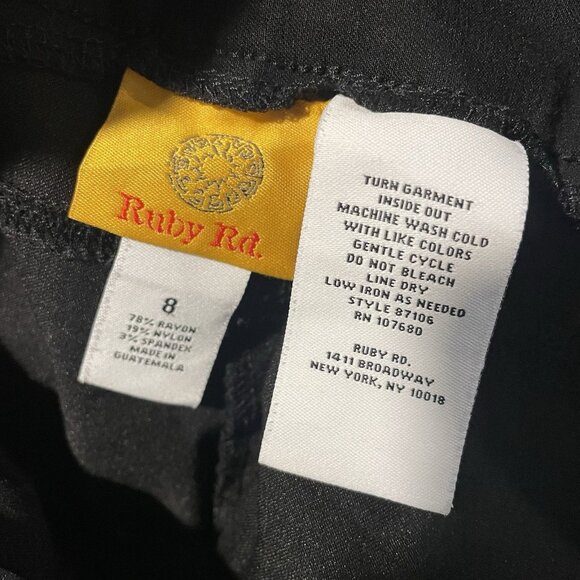 Ruby Rd.
8
78% RAYON
19% NYLON
3% SPANDEX
MADE IN
GUATEMALA
TURN GARMENT
INSIDE OUT
MACHINE WASH COLD
WITH LIKE COLORS
GENTLE CYCLE
DO NOT BLEACH
LINE DRY
LOW IRON AS NEEDED
STYLE 87106
RN 107680
RUBY RD.
1411 BROADWAY
NEW YORK, NY 10018